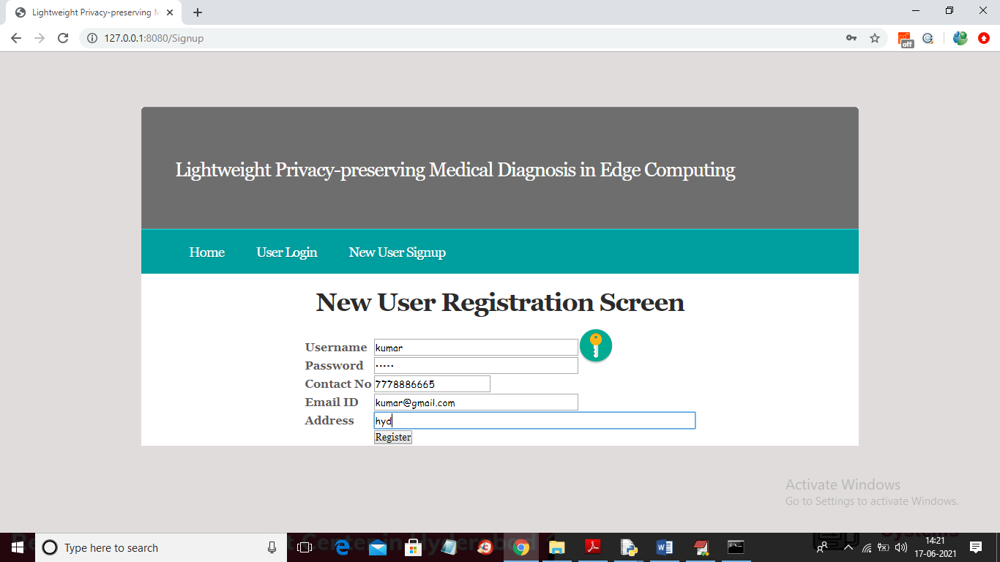 Lightweight Privacy-preserving M
127.0.0.1:8080/Signup
off
Lightweight Privacy-preserving Medical Diagnosis in Edge Computing
Home User Login New User Signup
New User Registration Screen
Username kumar
Password •••••
Contact No 7778886665
Email ID kumar@gmail.com
Address hyd
Register
Activate Windows
Go to Settings to activate Windows.
Type here to search
14:21
17-06-2021